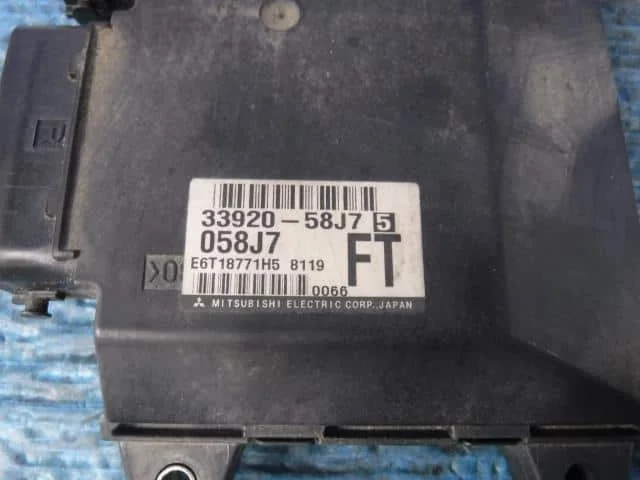 33920-58J7 5
058J7
FT
E6T18771H5 8119
0066
MITSUBISHI ELECTRIC CORP., JAPAN